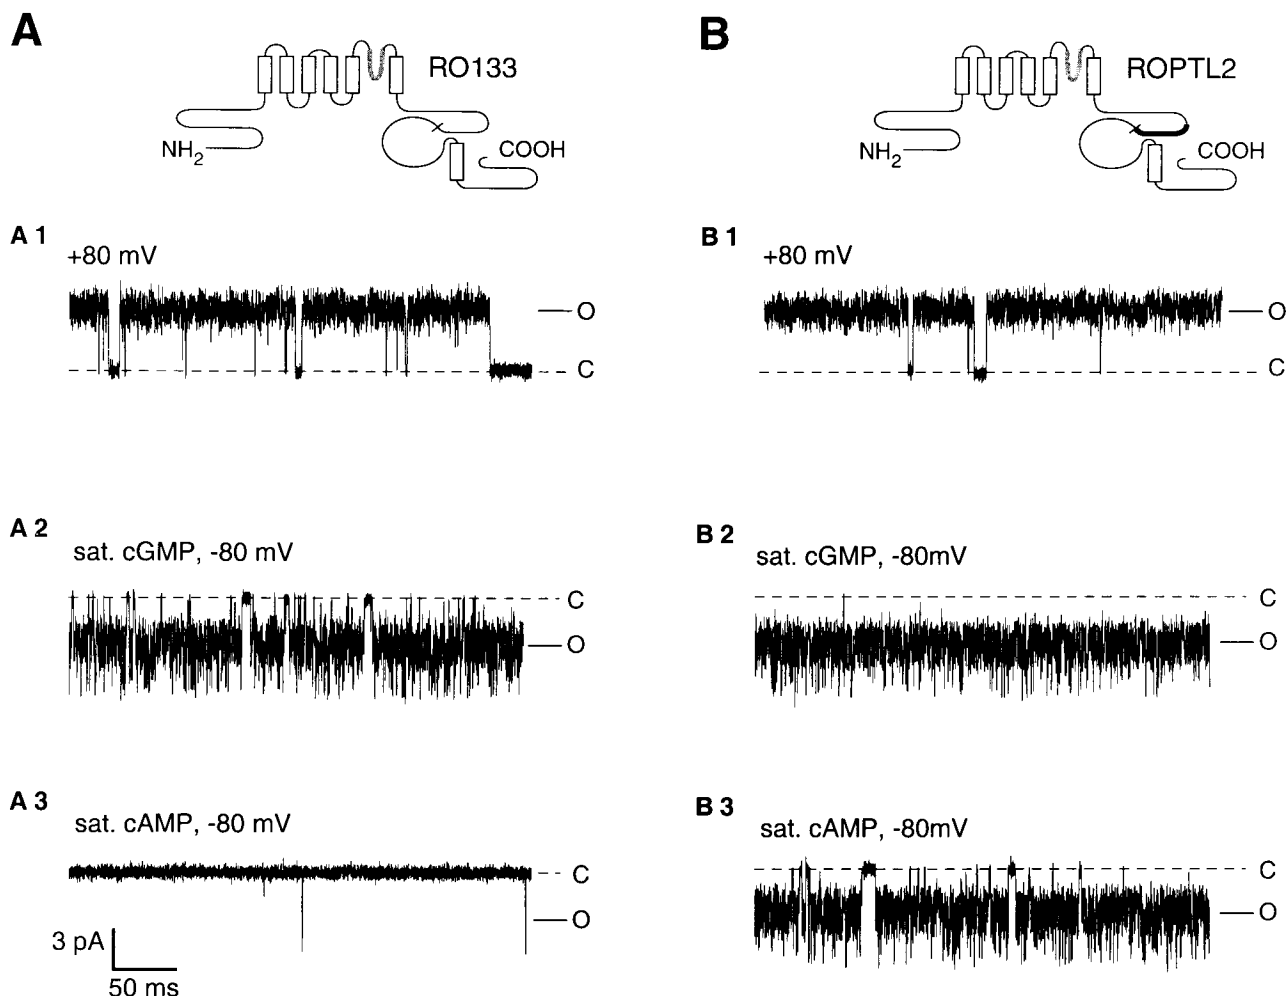 A
RO133
NH2
COOH
A 1
+80 mV
O
C
A 2
sat. cGMP, -80 mV
C
O
A 3
sat. cAMP, -80 mV
C
O
3 pA
50 ms
B
ROPTL2
NH2
COOH
B 1
+80 mV
O
C
B 2
sat. cGMP, -80mV
C
O
B 3
sat. cAMP, -80mV
C
O